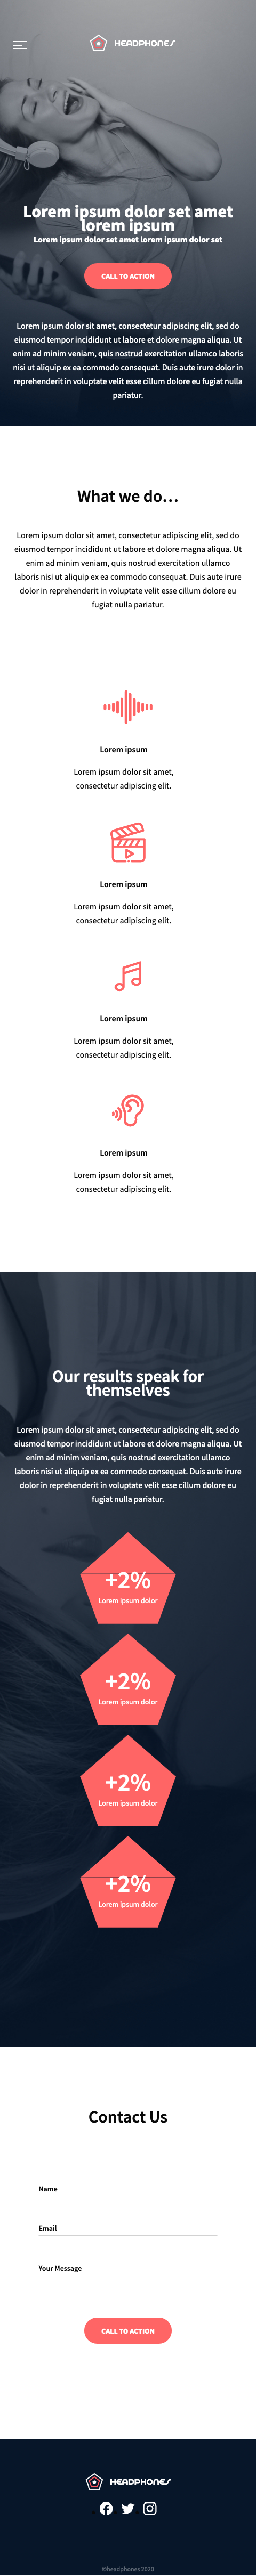 HEADPHONES
Lorem ipsum dolor set amet
lorem ipsum
Lorem ipsum dolor set amet lorem ipsum dolor set
CALL TO ACTION
Lorem ipsum dolor sit amet, consectetur adipiscing elit, sed do
eiusmod tempor incididunt ut labore et dolore magna aliqua. Ut
enim ad minim veniam, quis nostrud exercitation ullamco laboris
nisi ut aliquip ex ea commodo consequat. Duis aute irure dolor in
reprehenderit in voluptate velit esse cillum dolore eu fugiat nulla
pariatur.
What we do...
Lorem ipsum dolor sit amet, consectetur adipiscing elit, sed do
eiusmod tempor incididunt ut labore et dolore magna aliqua. Ut
enim ad minim veniam, quis nostrud exercitation ullamco
laboris nisi ut aliquip ex ea commodo consequat. Duis aute irure
dolor in reprehenderit in voluptate velit esse cillum dolore eu
fugiat nulla pariatur.
Lorem ipsum
Lorem ipsum dolor sit amet,
consectetur adipiscing elit.
Lorem ipsum
Lorem ipsum dolor sit amet,
consectetur adipiscing elit.
Lorem ipsum
Lorem ipsum dolor sit amet,
consectetur adipiscing elit.
Lorem ipsum
Lorem ipsum dolor sit amet,
consectetur adipiscing elit.
Our results speak for
themselves
Lorem ipsum dolor sit amet, consectetur adipiscing elit, sed do
eiusmod tempor incididunt ut labore et dolore magna aliqua. Ut
enim ad minim veniam, quis nostrud exercitation ullamco
laboris nisi ut aliquip ex ea commodo consequat. Duis aute irure
dolor in reprehenderit in voluptate velit esse cillum dolore eu
fugiat nulla pariatur.
+2%
Lorem ipsum dolor
+2%
Lorem ipsum dolor
+2%
Lorem ipsum dolor
+2%
Lorem ipsum dolor
Contact Us
Name
Email
Your Message
CALL TO ACTION
HEADPHONES
©headphones 2020